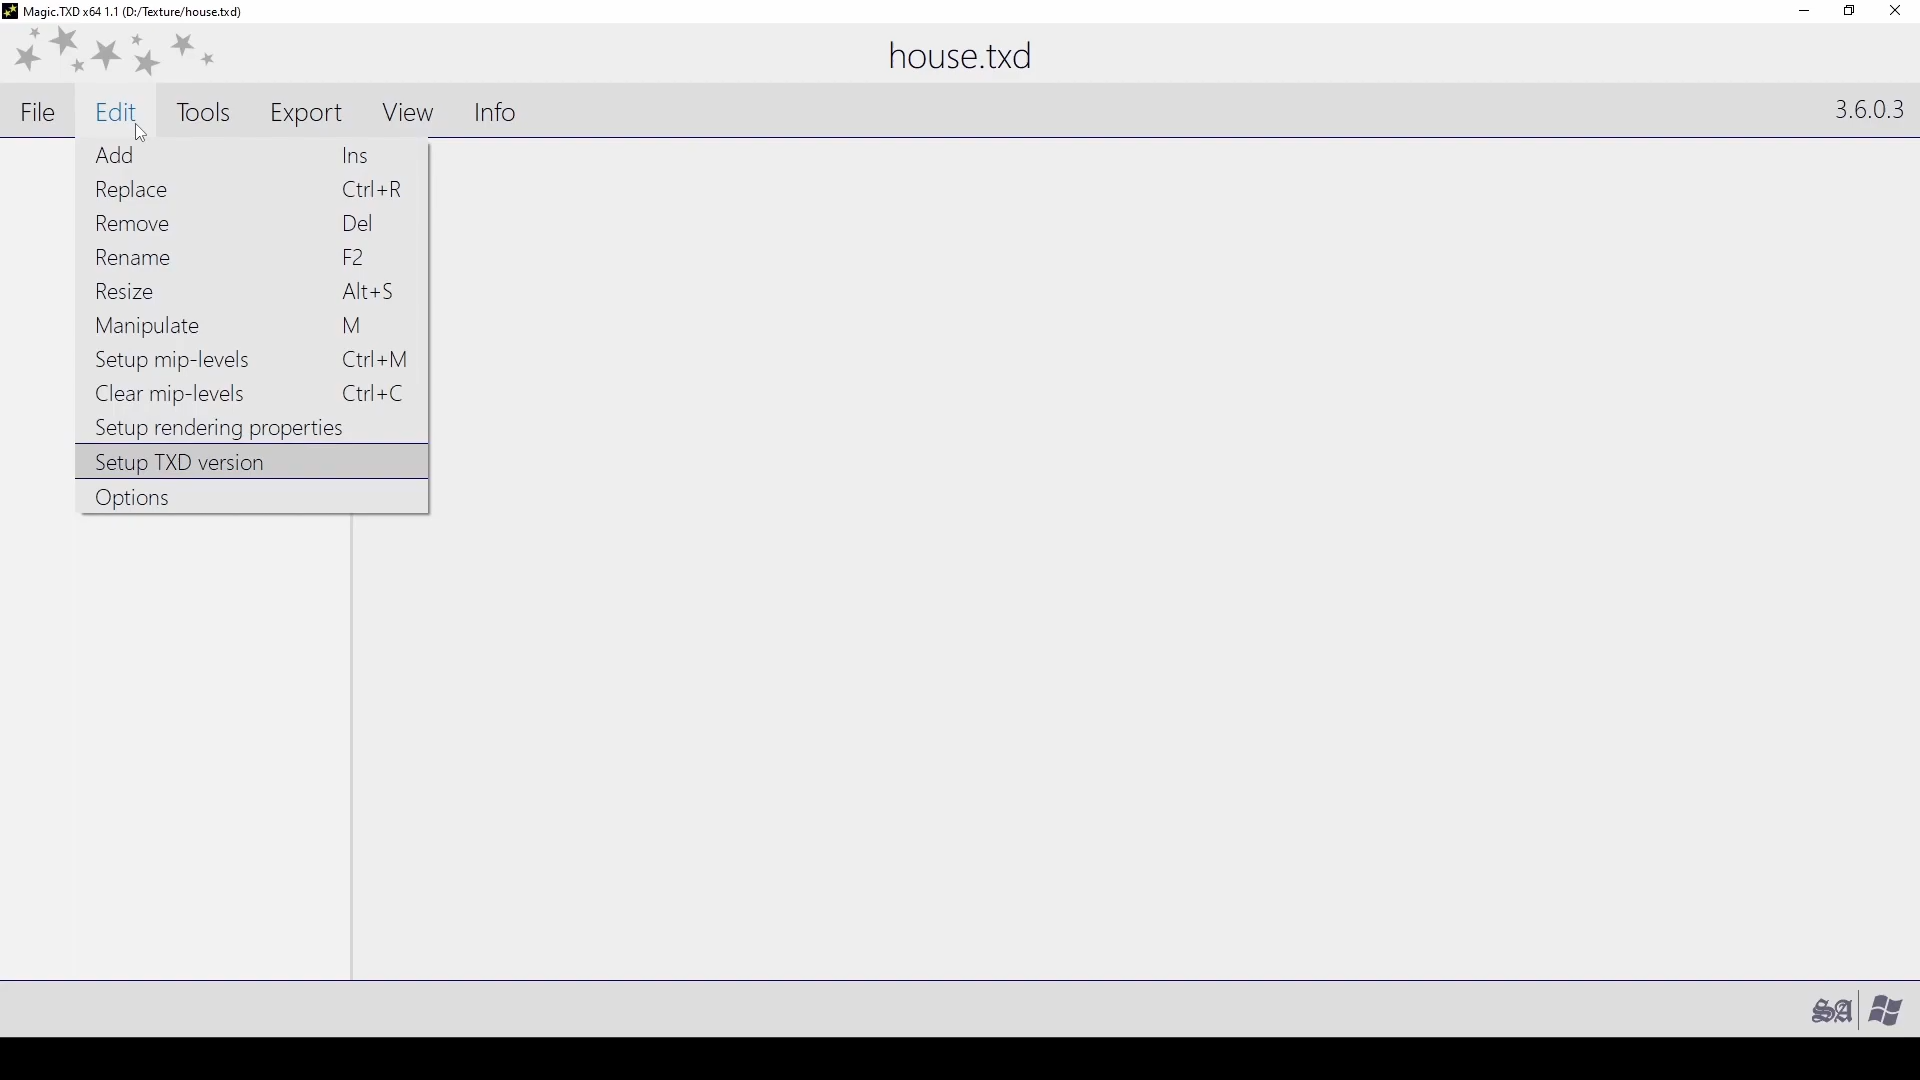 Magic.TXD x64 1.1 (D:/Texture/house.txd)
house.txd
File Edit Tools Export View Info 3.6.0.3
Add Ins
Replace Ctrl+R
Remove Del
Rename F2
Resize Alt+S
Manipulate M
Setup mip-levels Ctrl+M
Clear mip-levels Ctrl+C
Setup rendering properties
Setup TXD version
Options
SA